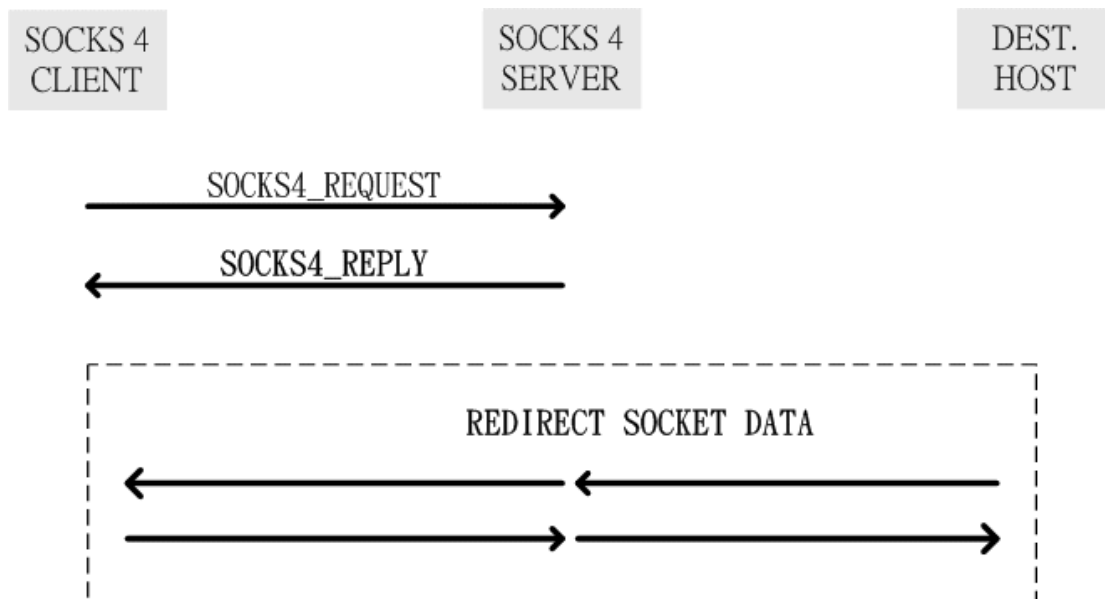 SOCKS 4
CLIENT
SOCKS 4
SERVER
DEST.
HOST
SOCKS4_REQUEST
SOCKS4_REPLY
REDIRECT SOCKET DATA